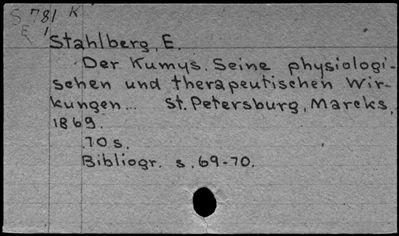 S 781 K
E 1
Stahlberg, E.
Der Kumys. Seine physiologi-
schen und therapeutischen Wir-
kungen... St. Petersburg, Marcks,
1869.
70 s.
Bibliogr. s. 69-70.